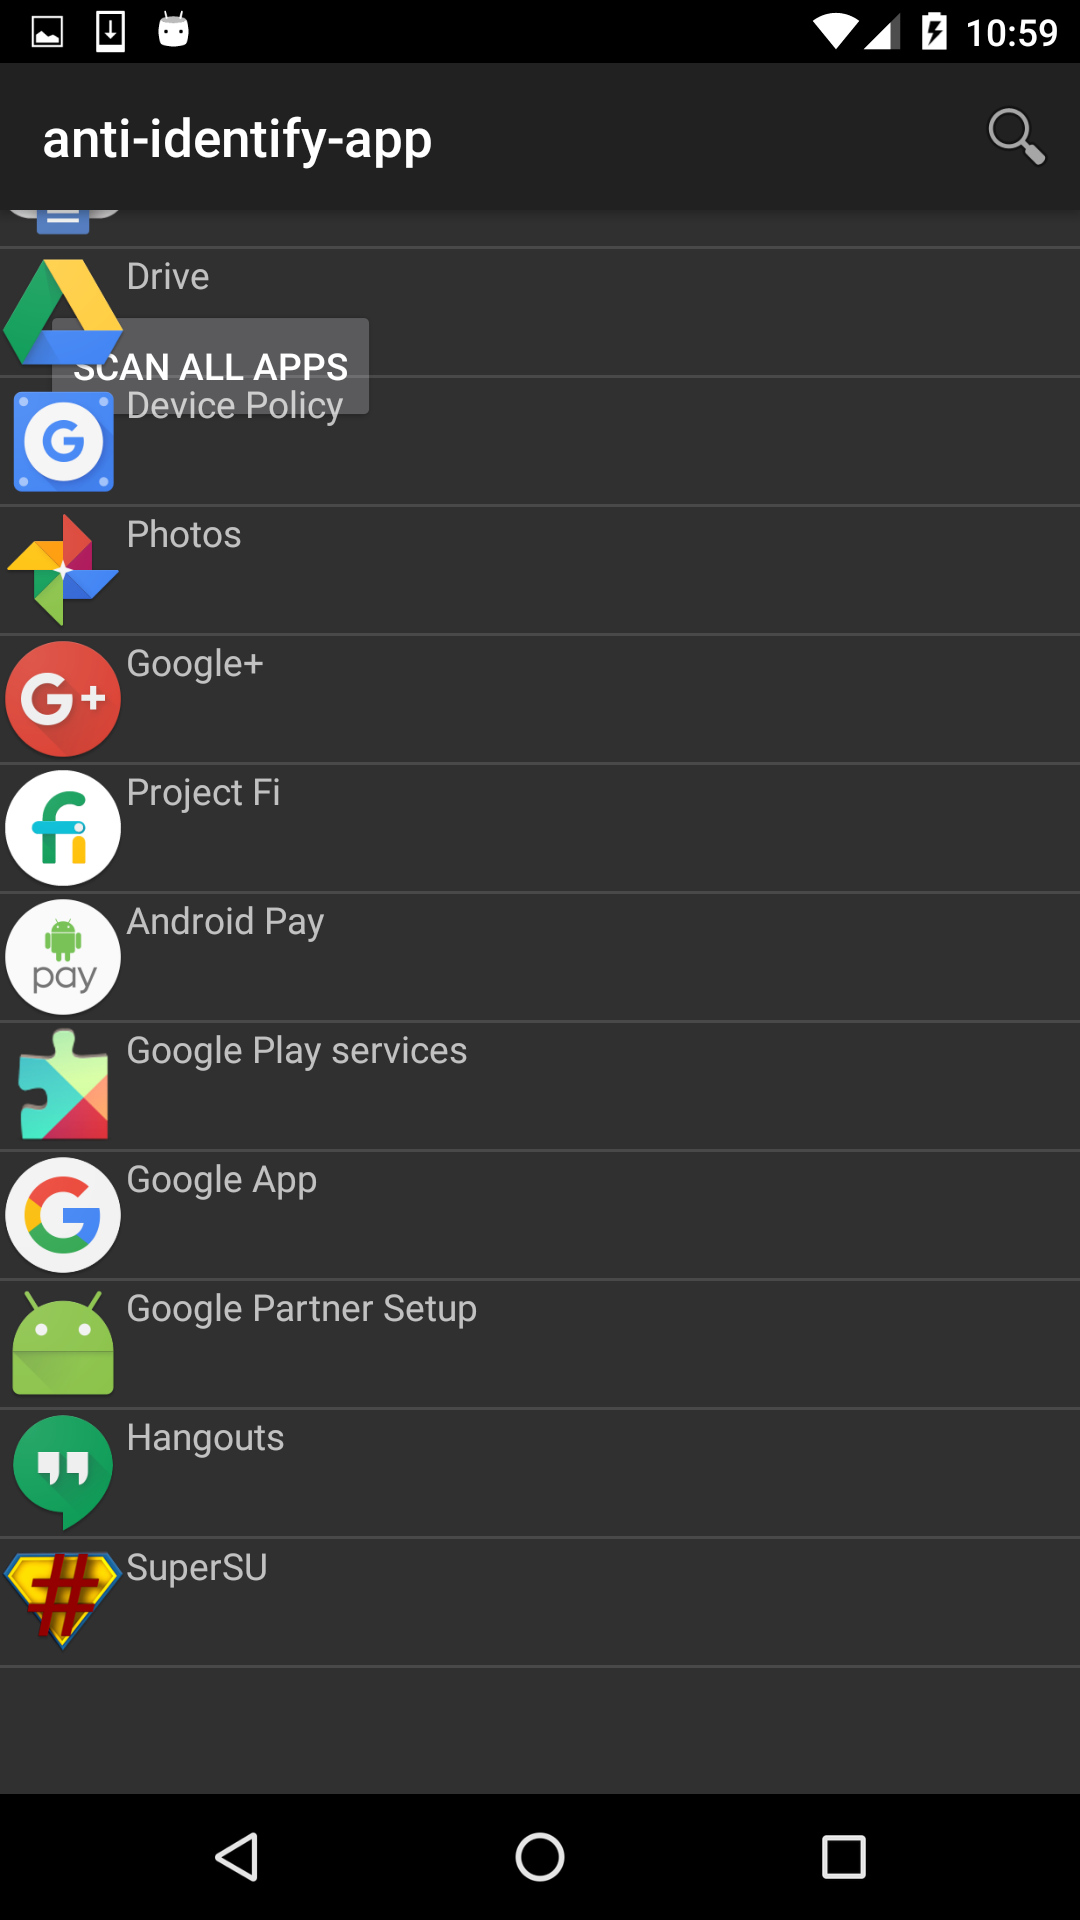 10:59
anti-identify-app
Drive
SCAN ALL APPS
Device Policy
Photos
G+
Google+
fi
Project Fi
pay
Android Pay
Google Play services
G
Google App
Google Partner Setup
Hangouts
#
SuperSU